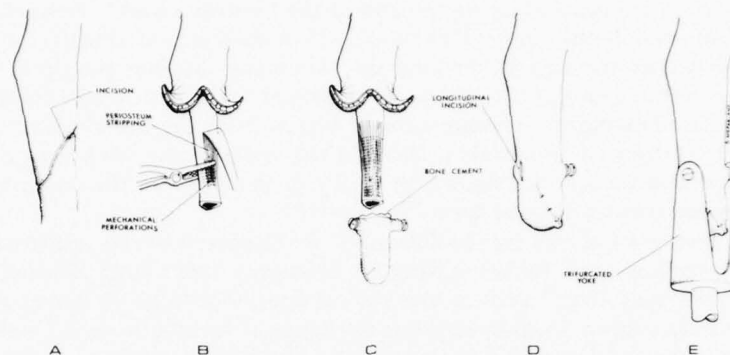 INCISION
PERIOSTEUM
STRIPPING
MECHANICAL
PERFORATIONS
LONGITUDINAL
INCISION
BONE CEMENT
TRIFURCATED
YOKE
A
B
C
D
E